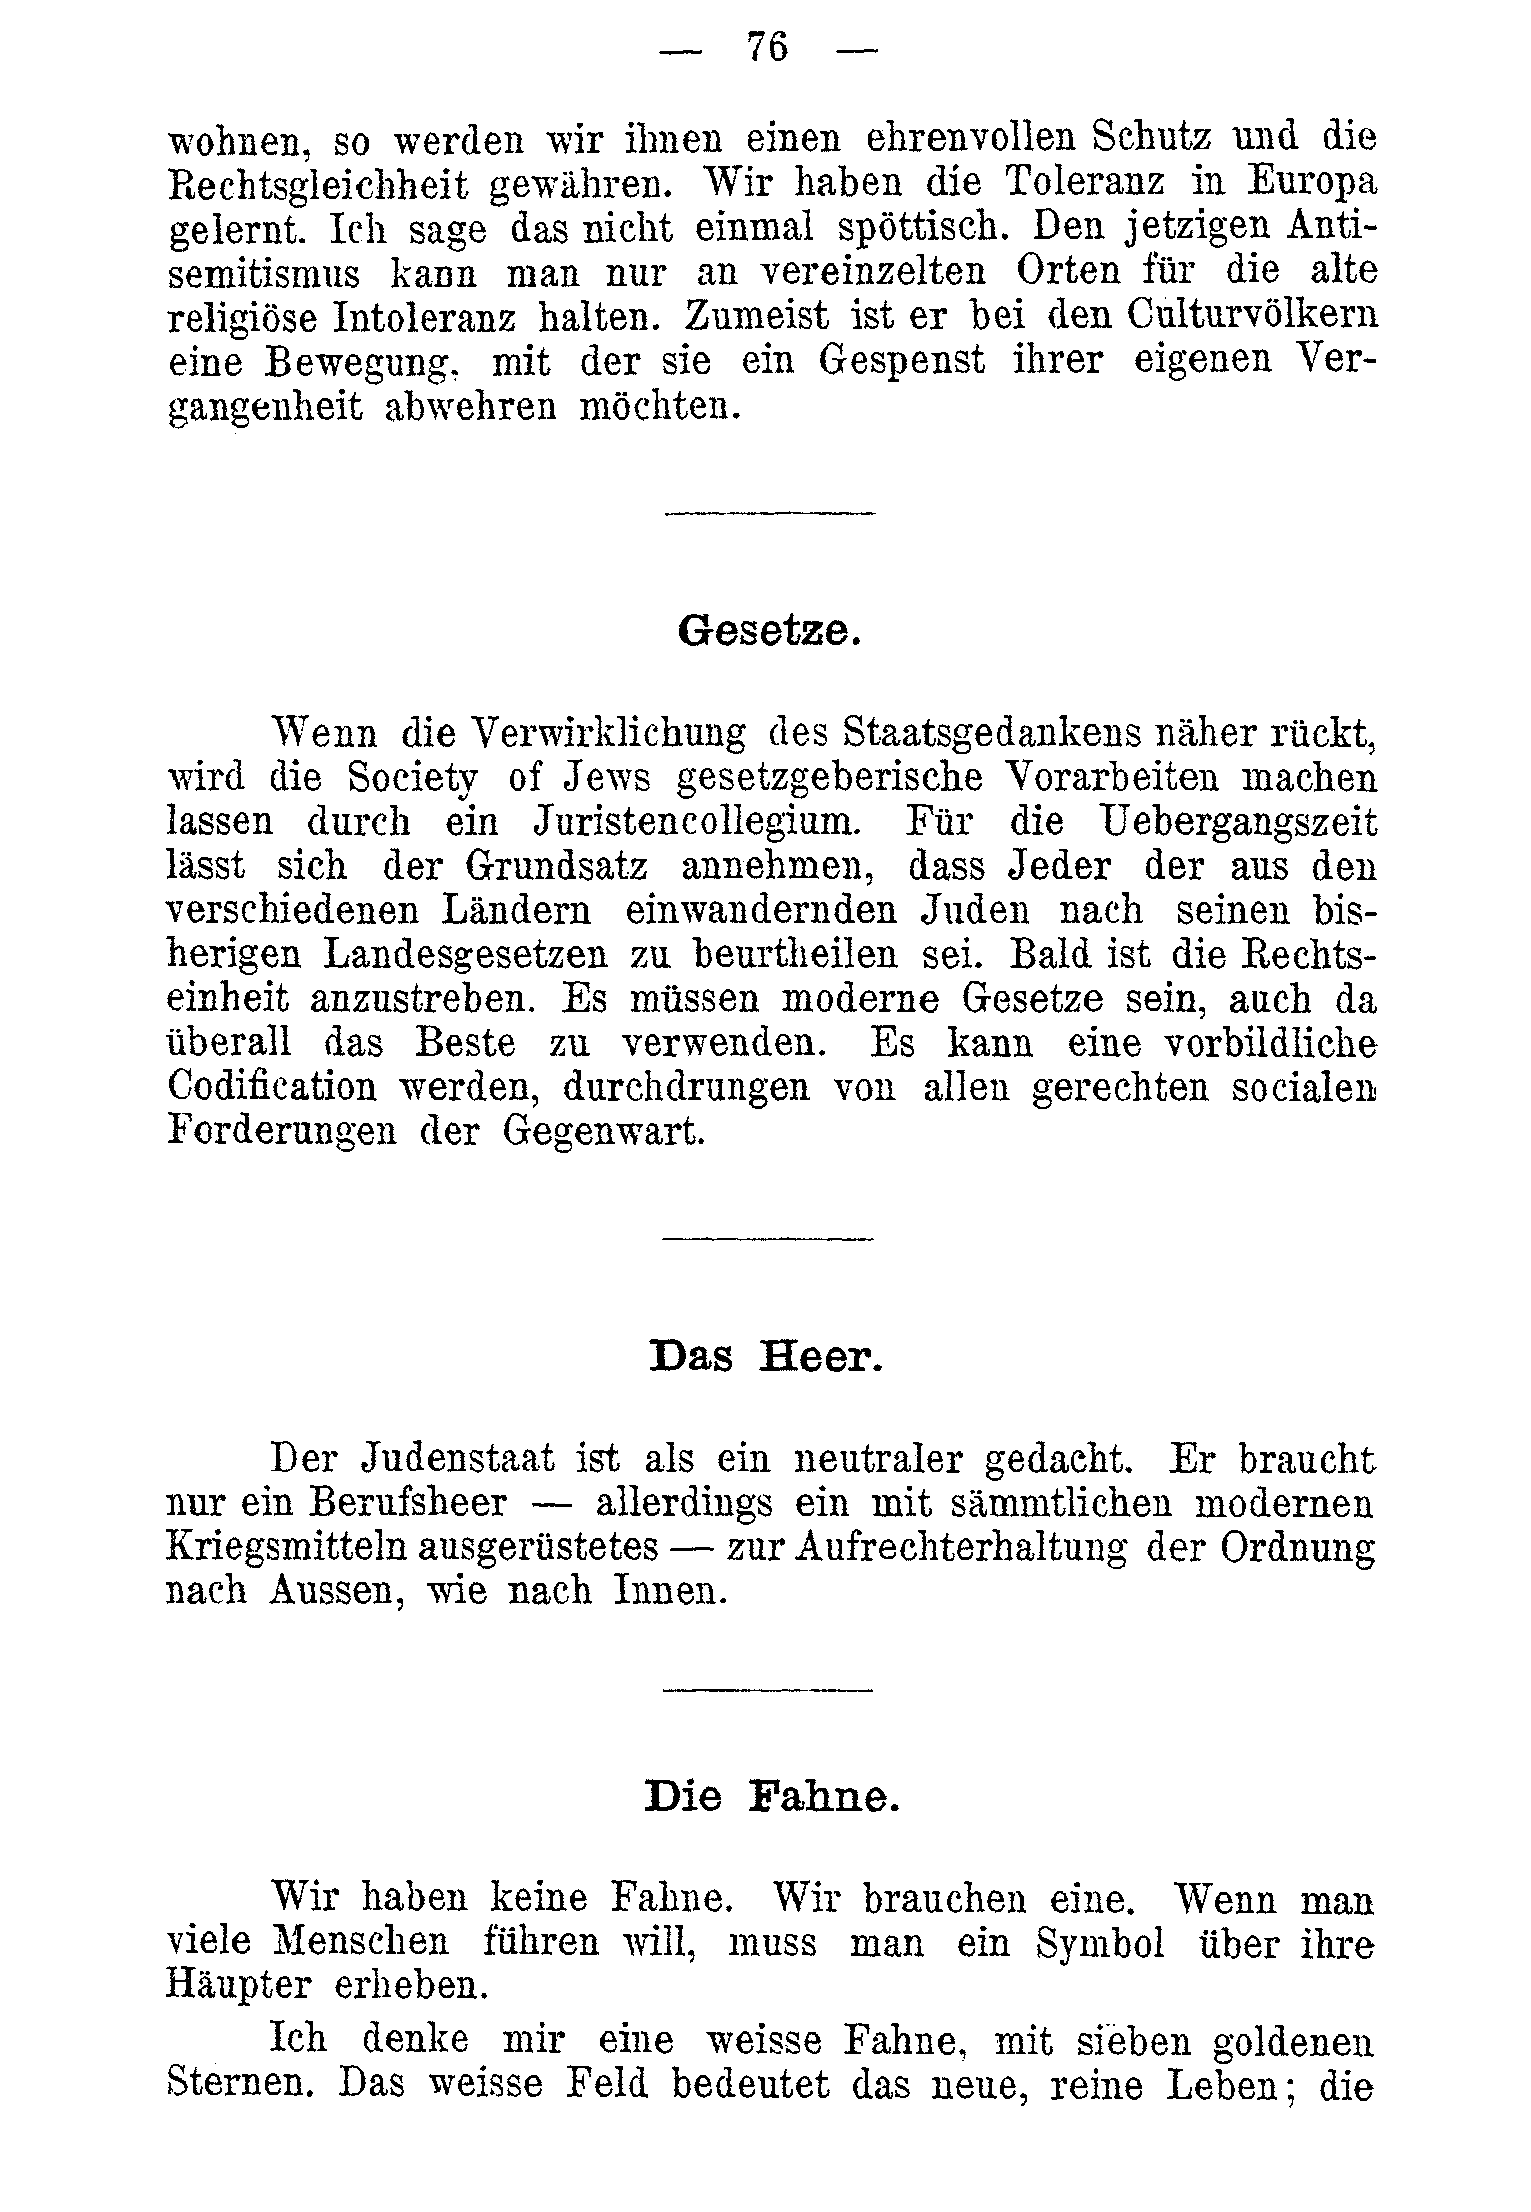 — 76 —
wohnen, so werden wir ihnen einen ehrenvollen Schutz und die
Rechtsgleichheit gewähren. Wir haben die Toleranz in Europa
gelernt. Ich sage das nicht einmal spöttisch. Den jetzigen Anti-
semitismus kann man nur an vereinzelten Orten für die alte
religiöse Intoleranz halten. Zumeist ist er bei den Culturvölkern
eine Bewegung, mit der sie ein Gespenst ihrer eigenen Ver-
gangenheit abwehren möchten.
Gesetze.
Wenn die Verwirklichung des Staatsgedankens näher rückt,
wird die Society of Jews gesetzgeberische Vorarbeiten machen
lassen durch ein Juristencollegium. Für die Uebergangszeit
lässt sich der Grundsatz annehmen, dass Jeder der aus den
verschiedenen Ländern einwandernden Juden nach seinen bis-
herigen Landesgesetzen zu beurtheilen sei. Bald ist die Rechts-
einheit anzustreben. Es müssen moderne Gesetze sein, auch da
überall das Beste zu verwenden. Es kann eine vorbildliche
Codification werden, durchdrungen von allen gerechten socialen
Forderungen der Gegenwart.
Das Heer.
Der Judenstaat ist als ein neutraler gedacht. Er braucht
nur ein Berufsheer — allerdings ein mit sämmtlichen modernen
Kriegsmitteln ausgerüstetes — zur Aufrechterhaltung der Ordnung
nach Aussen, wie nach Innen.
Die Fahne.
Wir haben keine Fahne. Wir brauchen eine. Wenn man
viele Menschen führen will, muss man ein Symbol über ihre
Häupter erheben.
Ich denke mir eine weisse Fahne, mit sieben goldenen
Sternen. Das weisse Feld bedeutet das neue, reine Leben; die